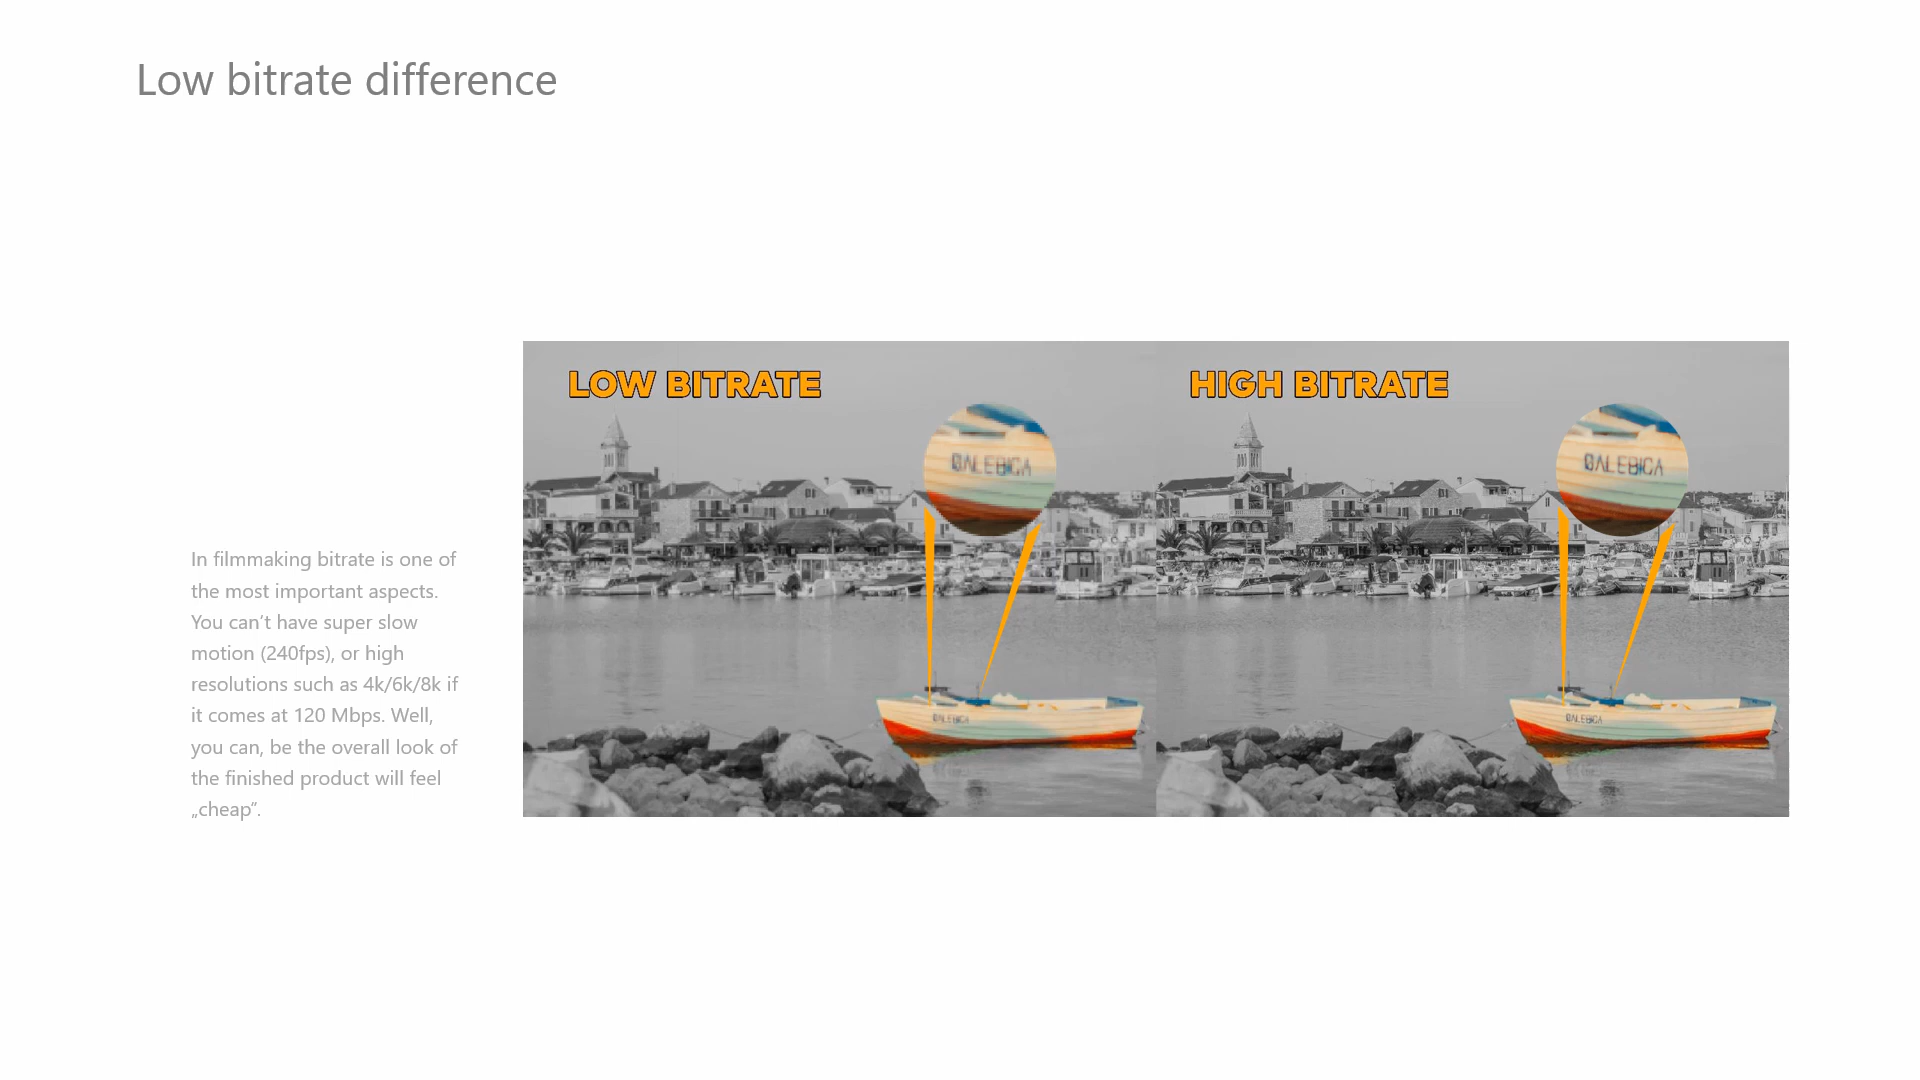 Low bitrate difference
LOW BITRATE
HIGH BITRATE
In filmmaking bitrate is one of
the most important aspects.
You can't have super slow
motion (240fps), or high
resolutions such as 4k/6k/8k if
it comes at 120 Mbps. Well,
you can, be the overall look of
the finished product will feel
„cheap“.